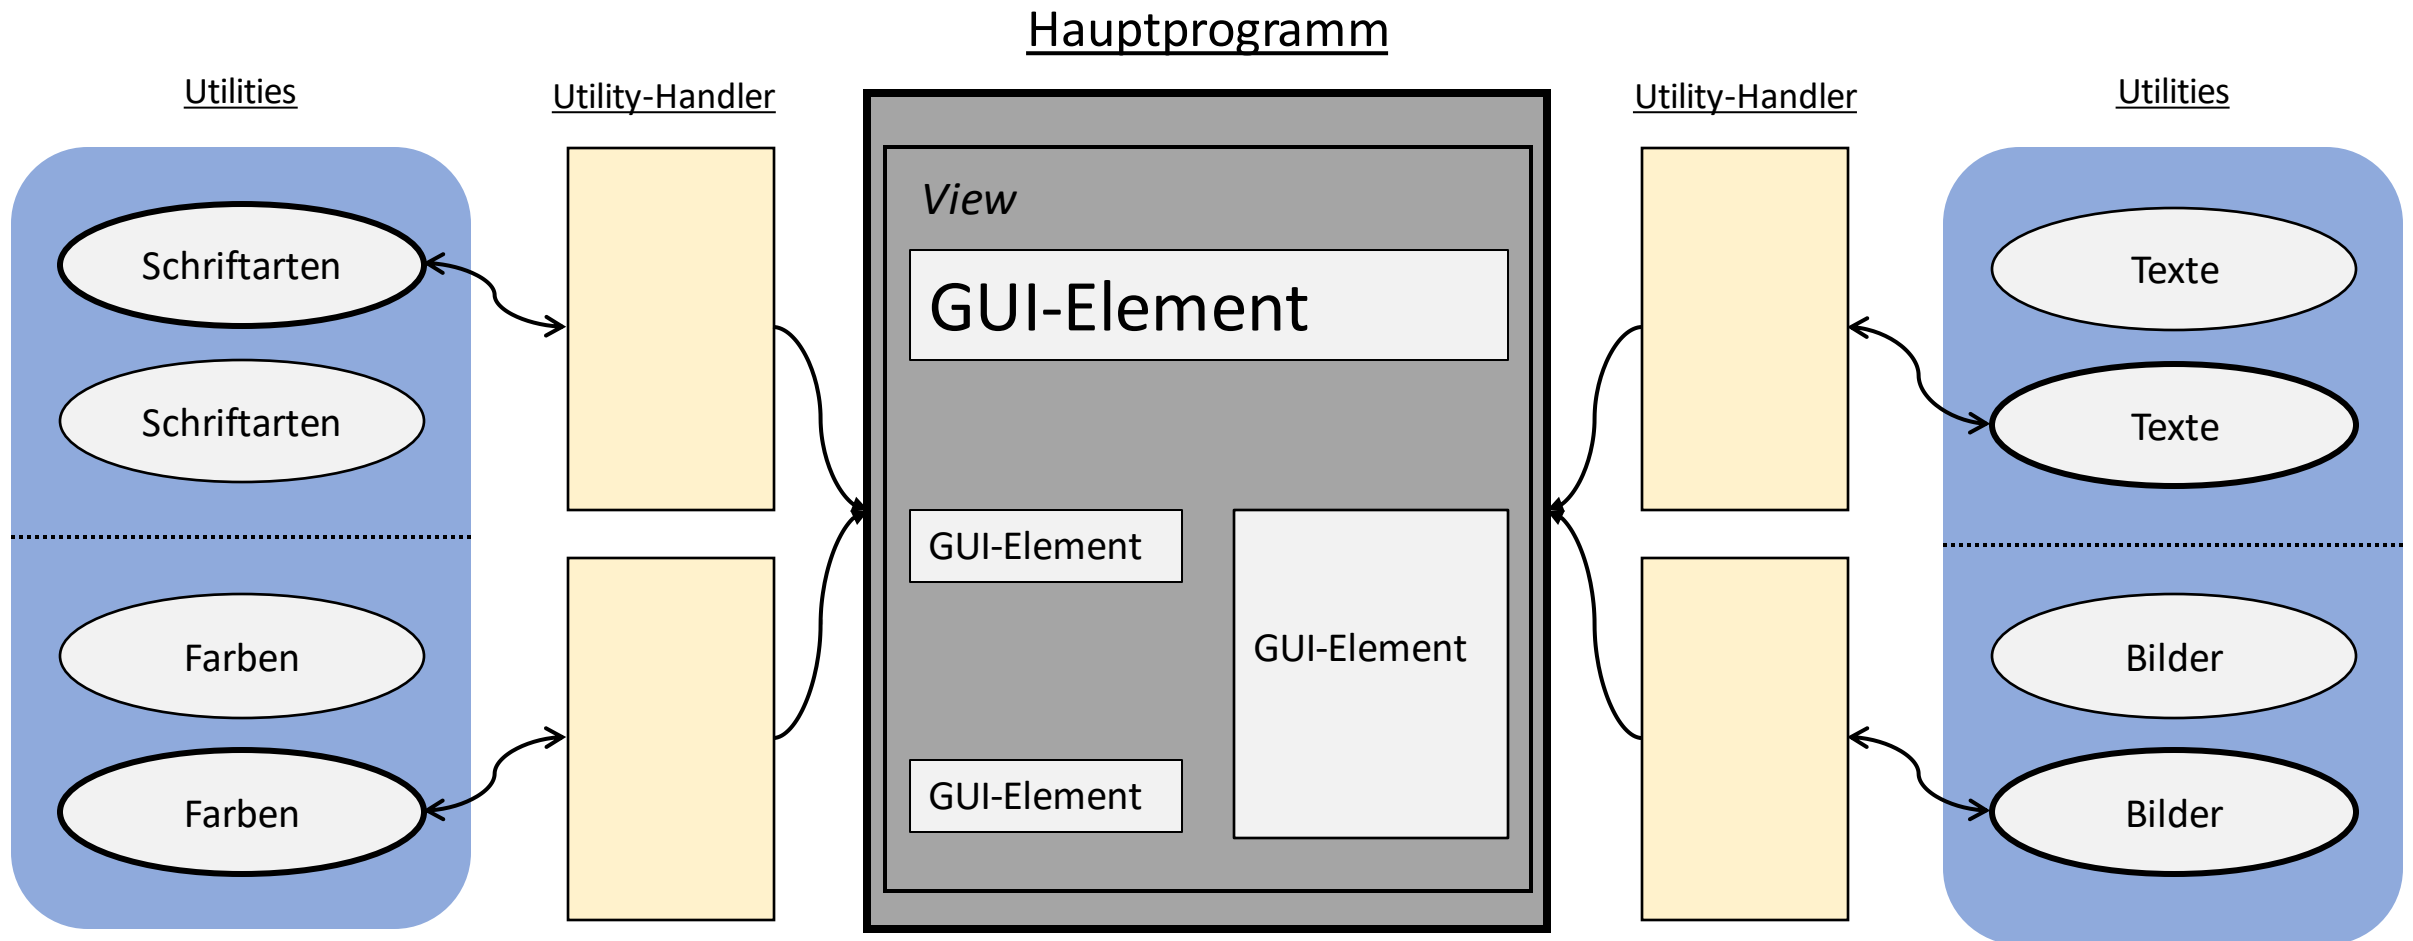 Hauptprogramm
Utilities
Utility-Handler
Utility-Handler
Utilities
View
Schriftarten
GUI-Element
Texte
Schriftarten
Texte
GUI-Element
Farben
GUI-Element
Bilder
Farben
GUI-Element
Bilder